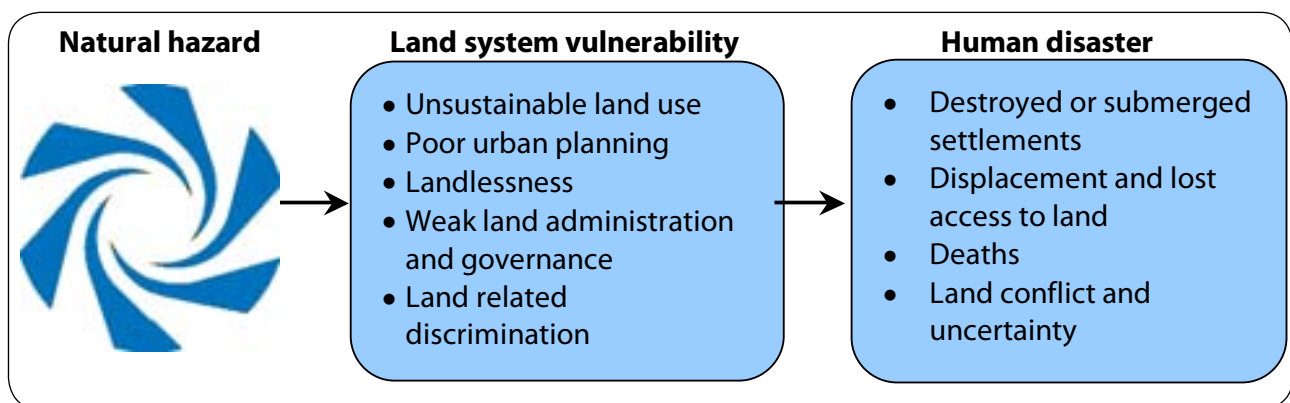 Natural hazard
Land system vulnerability
• Unsustainable land use
• Poor urban planning
• Landlessness
• Weak land administration
and governance
• Land related
discrimination
Human disaster
• Destroyed or submerged
settlements
• Displacement and lost
access to land
• Deaths
• Land conflict and
uncertainty